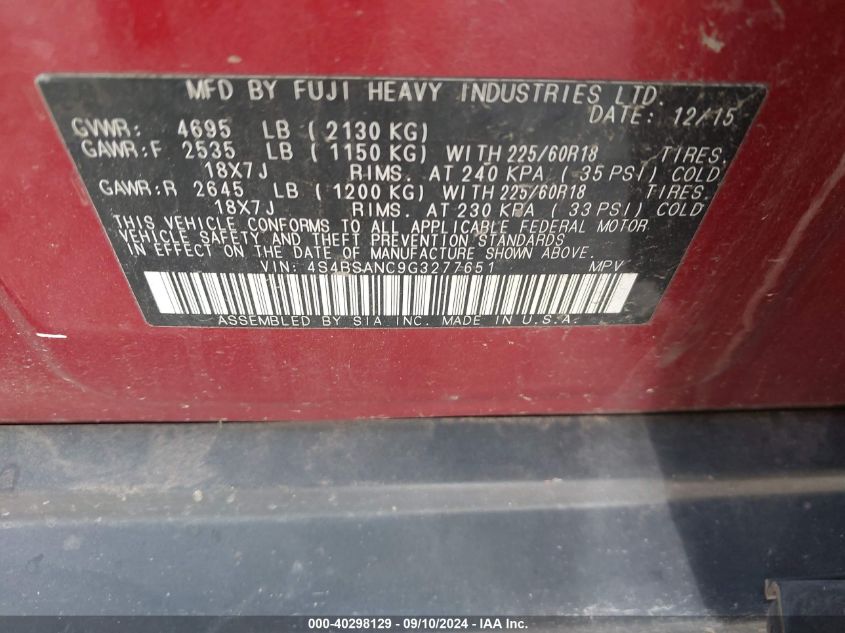 MFD BY FUJI HEAVY INDUSTRIES LTD.
DATE: 12/15
GVWR: 4695 LB ( 2130 KG)
GAWR:F 2535 LB ( 1150 KG) WITH 225/60R18 TIRES.
18X7J RIMS. AT 240 KPA ( 35 PSI) COLD
GAWR:R 2645 LB ( 1200 KG) WITH 225/60R18 TIRES.
18X7J RIMS. AT 230 KPA ( 33 PSI) COLD
THIS VEHICLE CONFORMS TO ALL APPLICABLE FEDERAL MOTOR
VEHICLE SAFETY AND THEFT PREVENTION STANDARDS
IN EFFECT ON THE DATE OF MANUFACTURE SHOWN ABOVE.
VIN: 4S4BSANC9G3277651 MPV
ASSEMBLED BY SIA INC. MADE IN U.S.A.
000-40298129 - 09/10/2024 - IAA Inc.